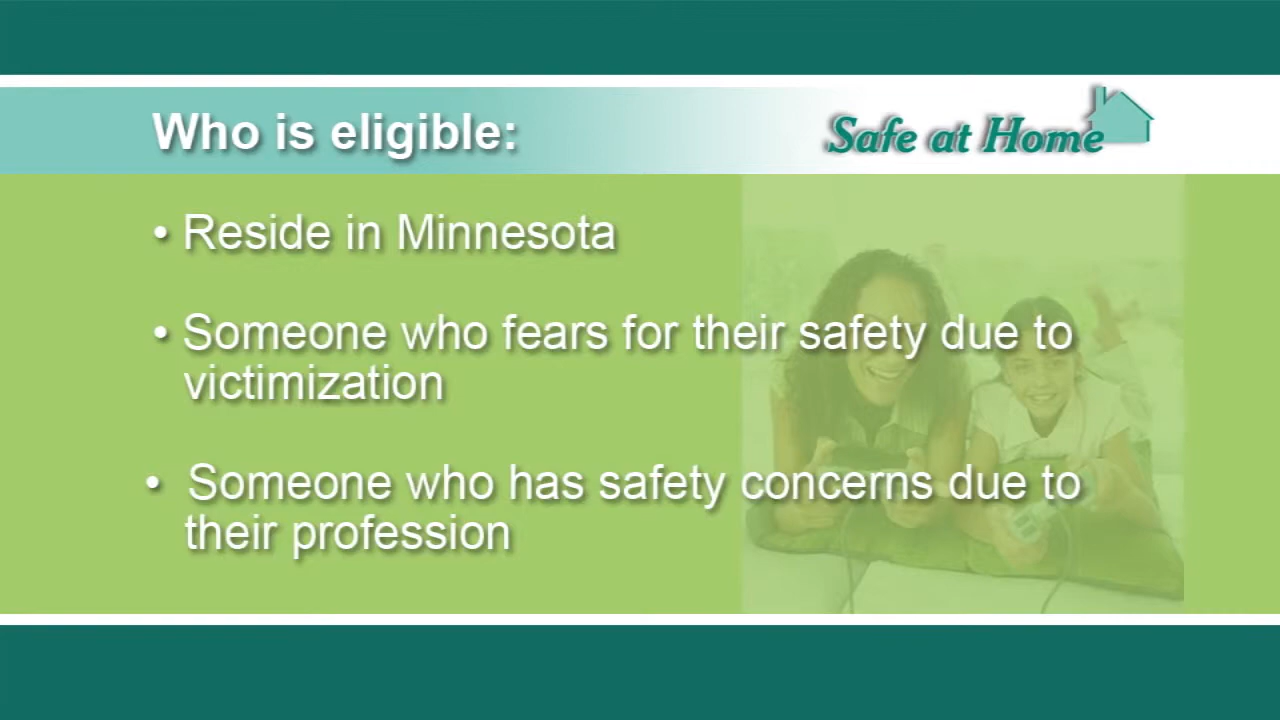 Who is eligible:
Safe at Home
• Reside in Minnesota
• Someone who fears for their safety due to
victimization
• Someone who has safety concerns due to
their profession